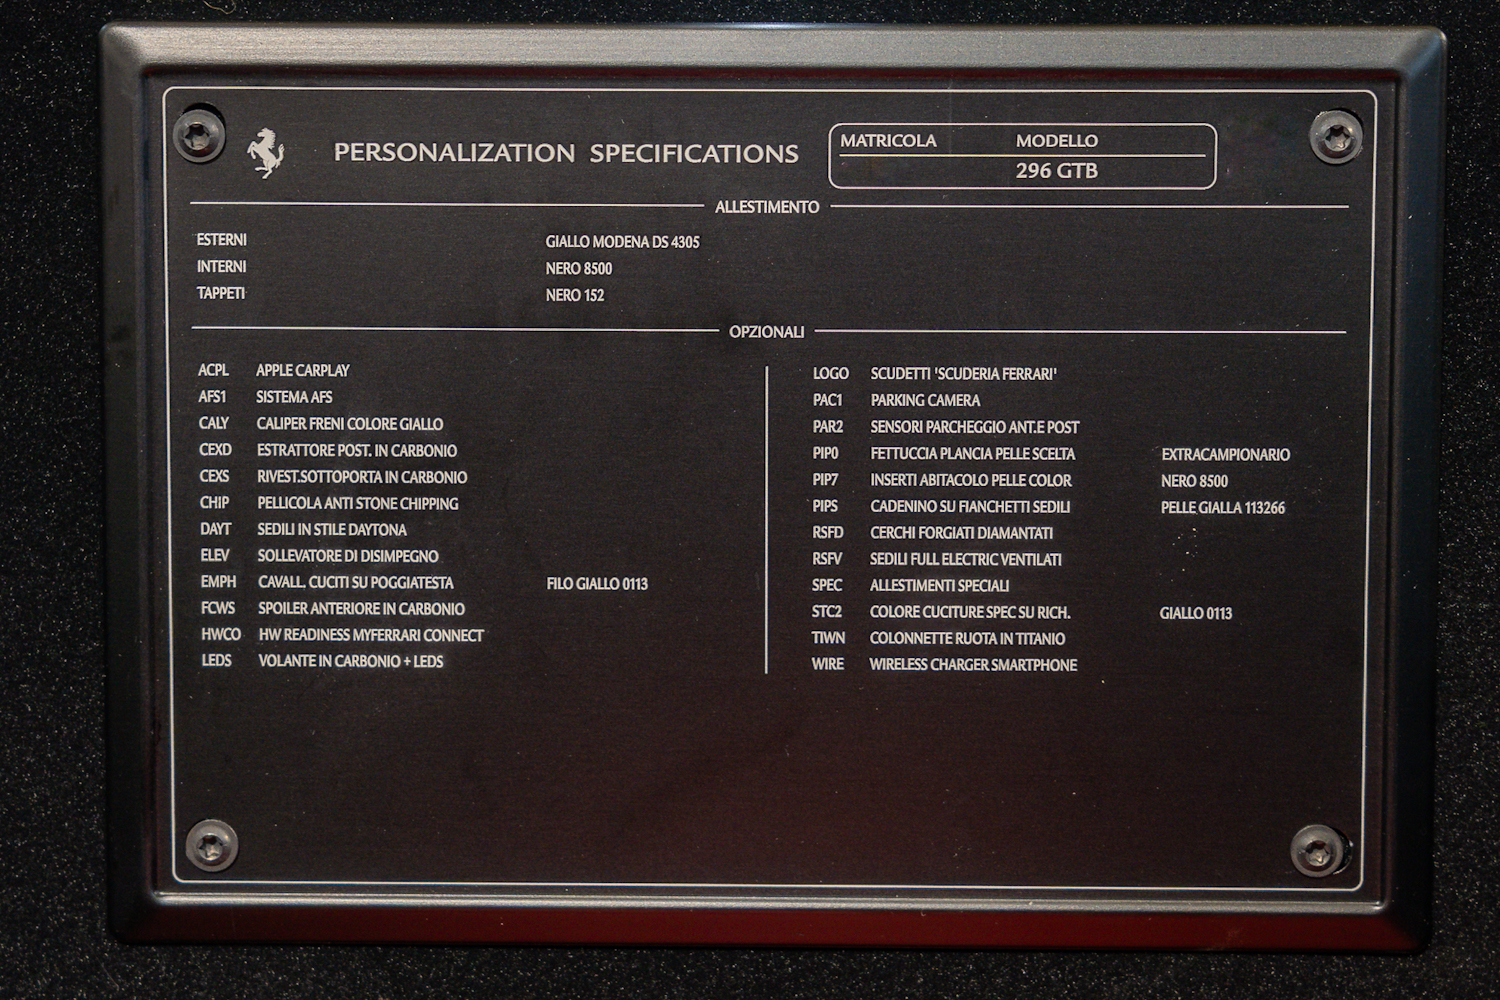 PERSONALIZATION SPECIFICATIONS
MATRICOLA MODELLO
296 GTB
ALLESTIMENTO
ESTERNI GIALLO MODENA DS 4305
INTERNI NERO 8500
TAPPETI NERO 152
OPZIONALI
ACPL APPLE CARPLAY
AFS1 SISTEMA AFS
CALY CALIPER FRENI COLORE GIALLO
CEXD ESTRATTORE POST. IN CARBONIO
CEXS RIVEST.SOTTOPORTA IN CARBONIO
CHIP PELLICOLA ANTI STONE CHIPPING
DAYT SEDILI IN STILE DAYTONA
ELEV SOLLEVATORE DI DISIMPEGNO
EMPH CAVALL. CUCITI SU POGGIATESTA FILO GIALLO 0113
FCWS SPOILER ANTERIORE IN CARBONIO
HWCO HW READINESS MYFERRARI CONNECT
LEDS VOLANTE IN CARBONIO + LEDS
LOGO SCUDETTI 'SCUDERIA FERRARI'
PAC1 PARKING CAMERA
PAR2 SENSORI PARCHEGGIO ANT.E POST
PIP0 FETTUCCIA PLANCIA PELLE SCELTA EXTRACAMPIONARIO
PIP7 INSERTI ABITACOLO PELLE COLOR NERO 8500
PIPS CADENINO SU FIANCHETTI SEDILI PELLE GIALLA 113266
RSFD CERCHI FORGIATI DIAMANTATI
RSFV SEDILI FULL ELECTRIC VENTILATI
SPEC ALLESTIMENTI SPECIALI
STC2 COLORE CUCITURE SPEC SU RICH. GIALLO 0113
TIWN COLONNETTE RUOTA IN TITANIO
WIRE WIRELESS CHARGER SMARTPHONE